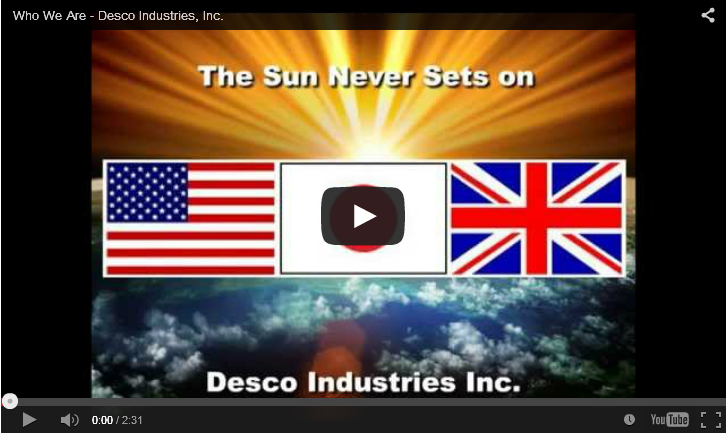 Who We Are - Desco Industries, Inc.
The Sun Never Sets on
Desco Industries Inc.
0:00 / 2:31
YouTube